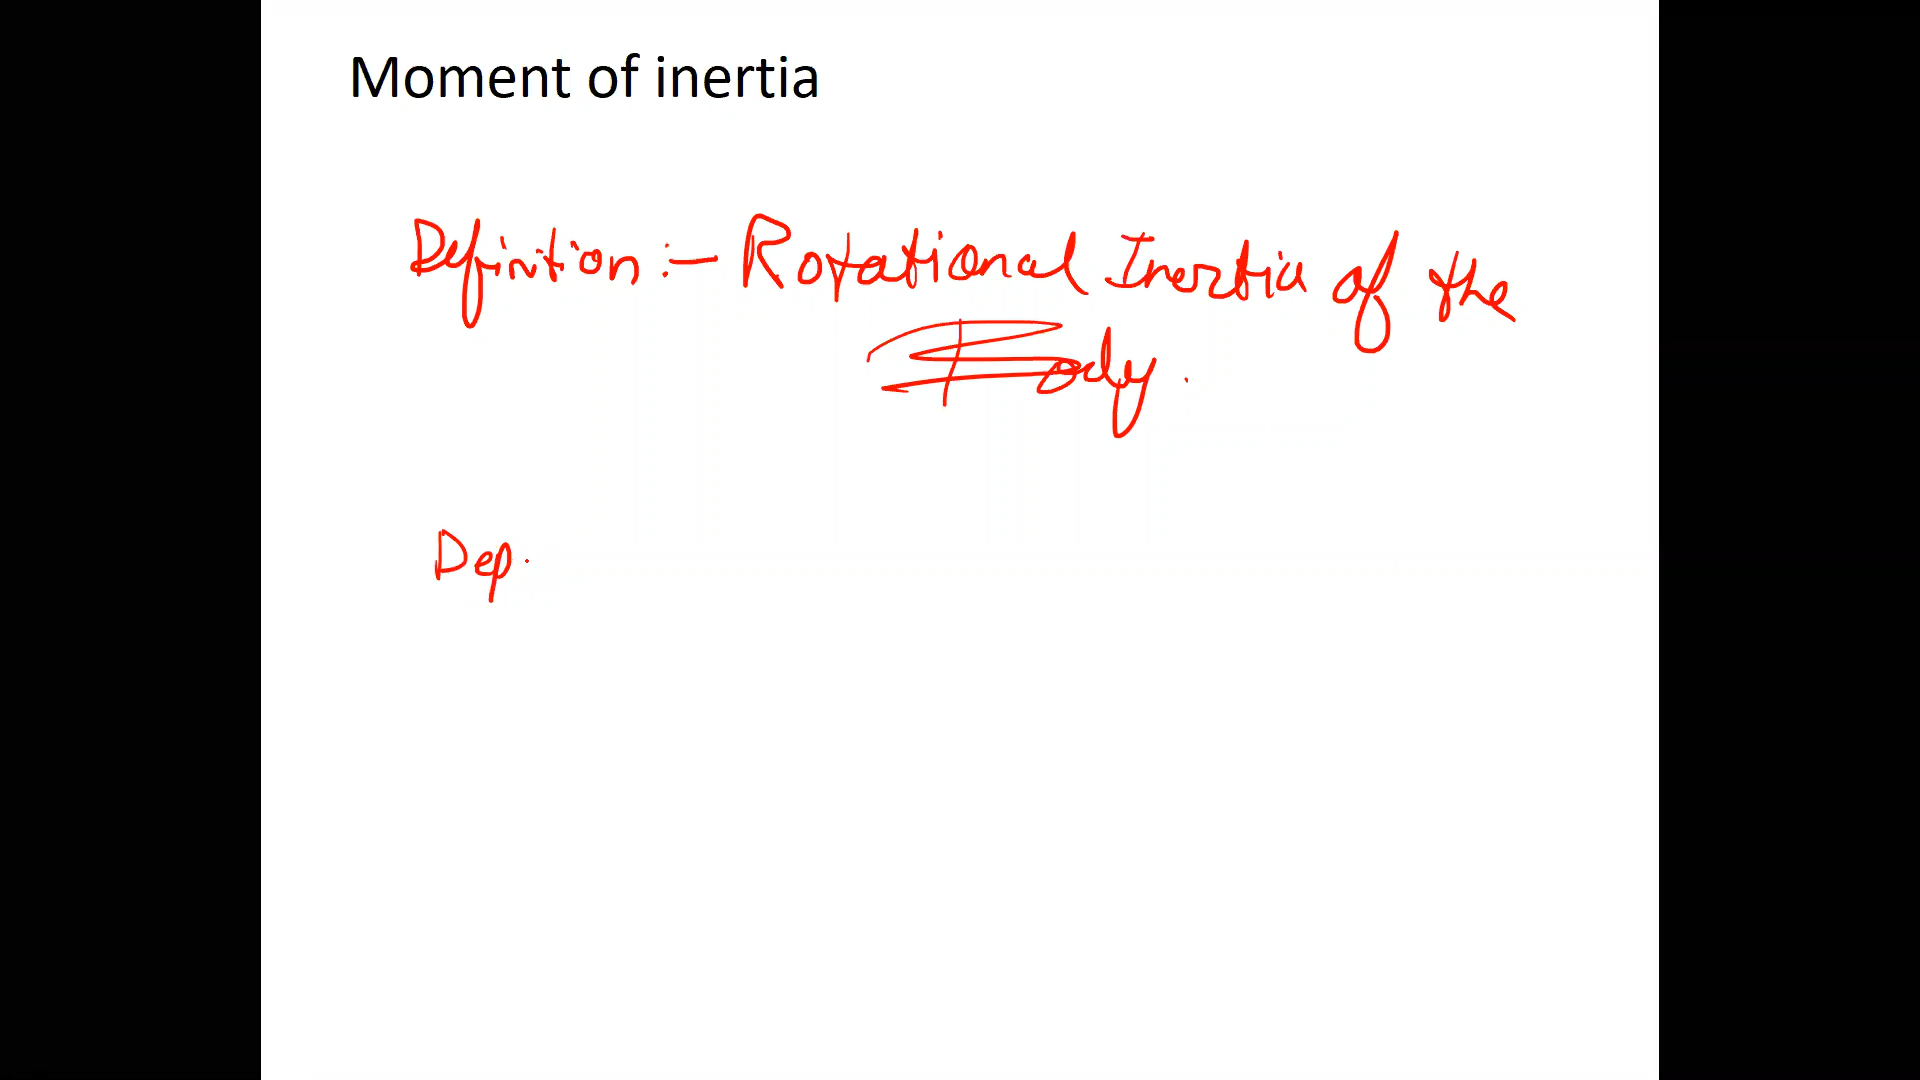 Moment of inertia
Definition :- Rotational Inertia of the
Body.
Dep.